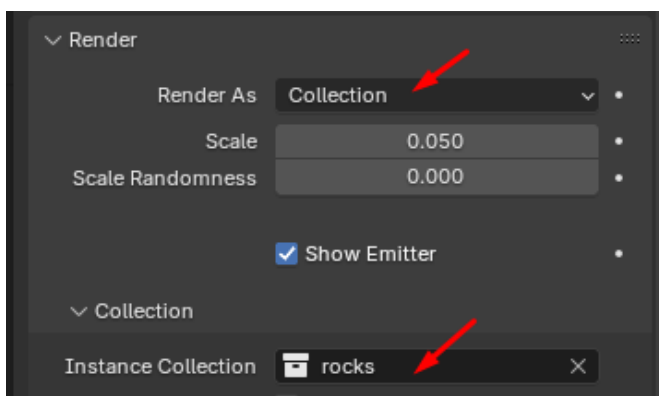 Render
Render As Collection
Scale 0.050
Scale Randomness 0.000
Show Emitter
Collection
Instance Collection rocks